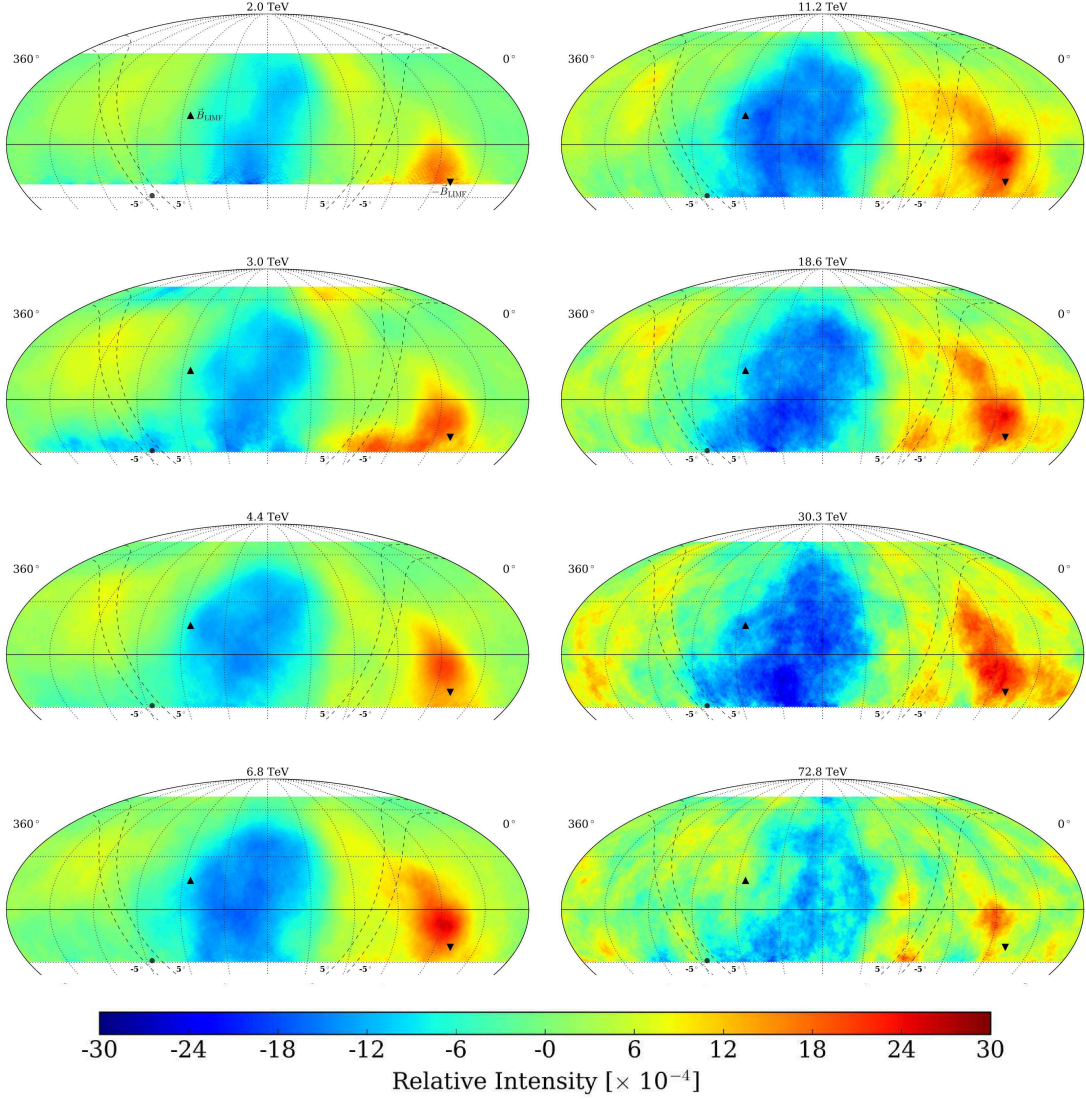 2.0 TeV
360° 0°
▲ B⃗LIMF
−B⃗LIMF
-5° 5° 5° -5°
11.2 TeV
360° 0°
-5° 5° 5° -5°
3.0 TeV
360° 0°
-5° 5° 5° -5°
18.6 TeV
360° 0°
-5° 5° 5° -5°
4.4 TeV
360° 0°
-5° 5° 5° -5°
30.3 TeV
360° 0°
-5° 5° 5° -5°
6.8 TeV
360° 0°
-5° 5° 5° -5°
72.8 TeV
360° 0°
-5° 5° 5° -5°
-30 -24 -18 -12 -6 -0 6 12 18 24 30
Relative Intensity [× 10⁻⁴]